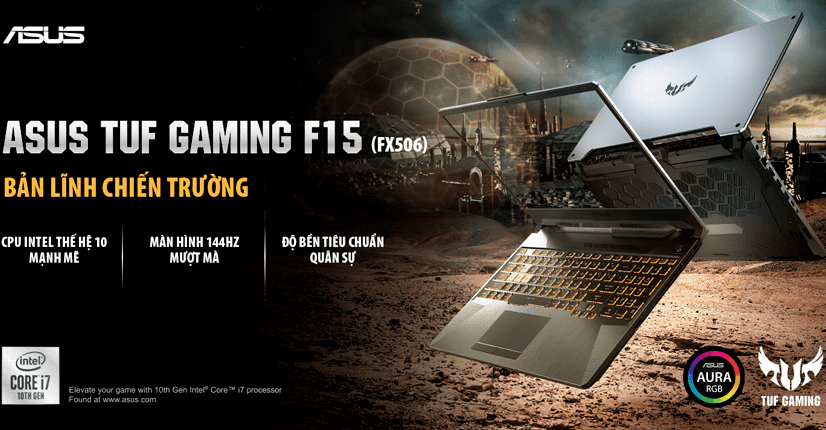 ASUS
ASUS TUF GAMING F15 (FX506)
BẢN LĨNH CHIẾN TRƯỜNG
CPU INTEL THẾ HỆ 10
MẠNH MẼ
MÀN HÌNH 144HZ
MƯỢT MÀ
ĐỘ BỀN TIÊU CHUẨN
QUÂN SỰ
intel
CORE i7
10TH GEN
Elevate your game with 10th Gen Intel® Core™ i7 processor
Found at www.asus.com
TUF
ASUS
AURA
RGB
TUF GAMING